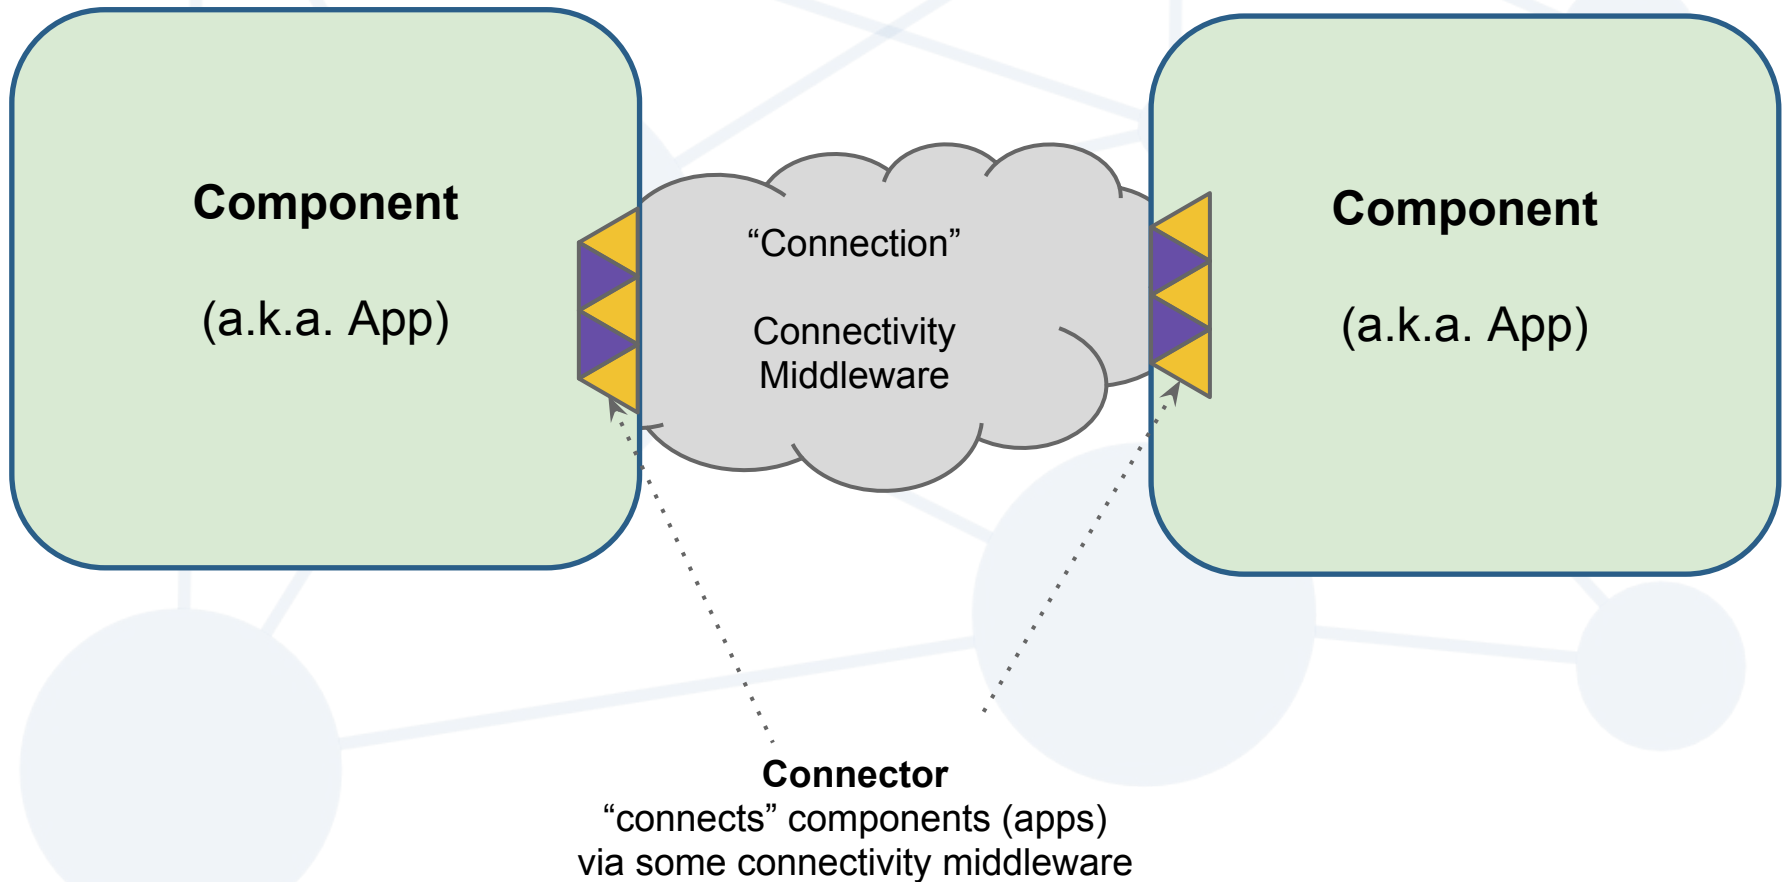 Component
(a.k.a. App)
“Connection”
Connectivity
Middleware
Component
(a.k.a. App)
Connector
“connects” components (apps)
via some connectivity middleware